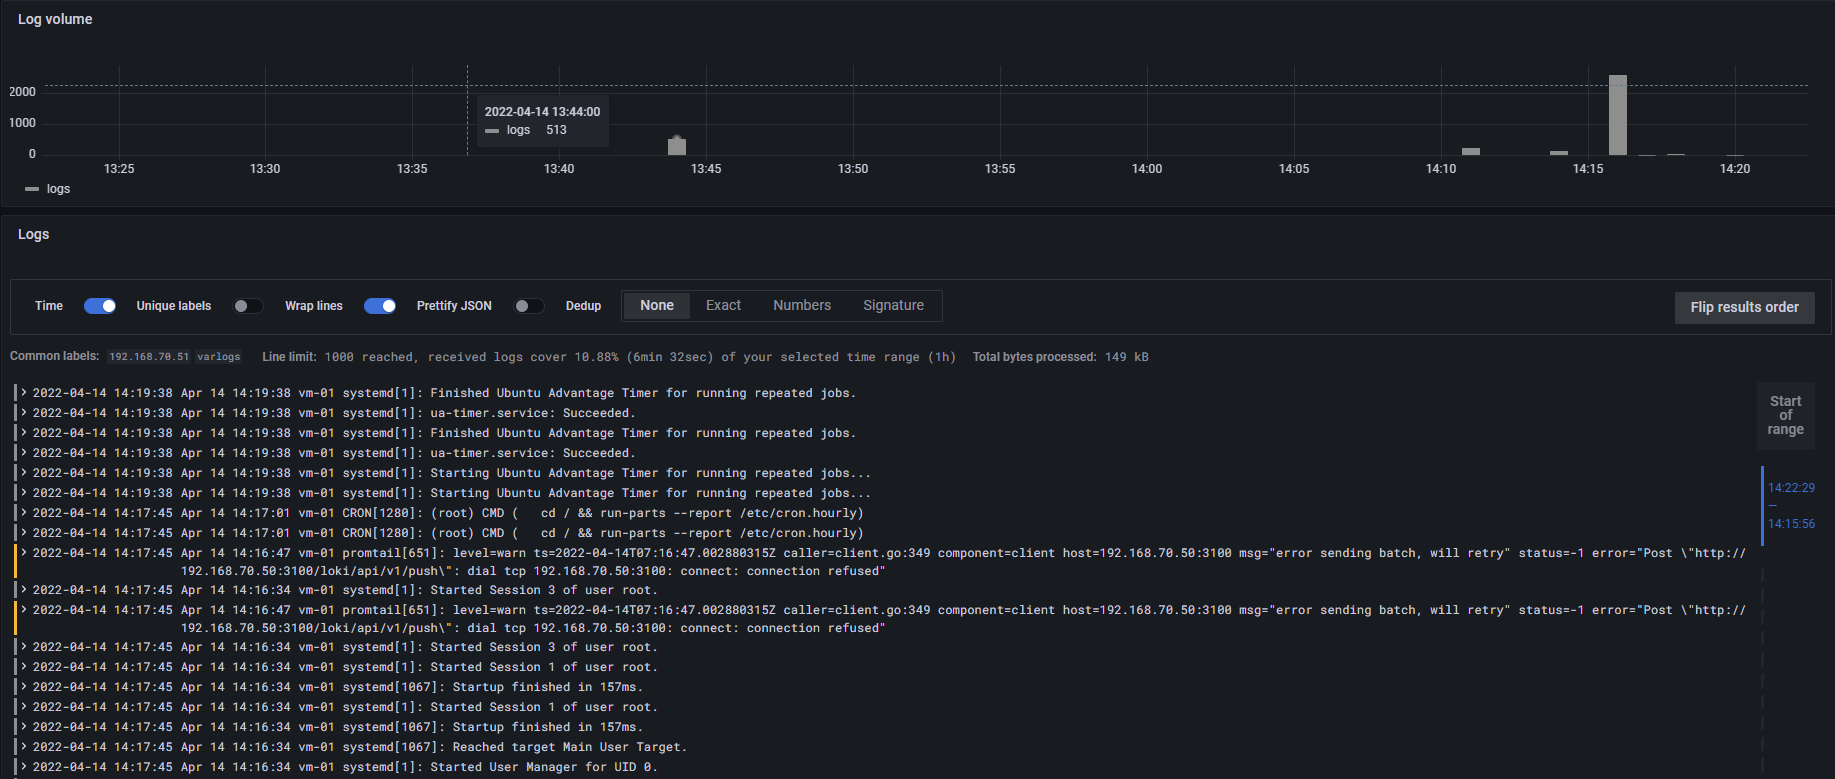 Log volume
2000
1000
0
2022-04-14 13:44:00
logs 513
13:25 13:30 13:35 13:40 13:45 13:50 13:55 14:00 14:05 14:10 14:15 14:20
logs
Logs
Time Unique labels Wrap lines Prettify JSON Dedup None Exact Numbers Signature Flip results order
Common labels: 192.168.70.51 varlogs Line limit: 1000 reached, received logs cover 10.88% (6min 32sec) of your selected time range (1h) Total bytes processed: 149 kB
> 2022-04-14 14:19:38 Apr 14 14:19:38 vm-01 systemd[1]: Finished Ubuntu Advantage Timer for running repeated jobs.
> 2022-04-14 14:19:38 Apr 14 14:19:38 vm-01 systemd[1]: ua-timer.service: Succeeded.
> 2022-04-14 14:19:38 Apr 14 14:19:38 vm-01 systemd[1]: Finished Ubuntu Advantage Timer for running repeated jobs.
> 2022-04-14 14:19:38 Apr 14 14:19:38 vm-01 systemd[1]: ua-timer.service: Succeeded.
> 2022-04-14 14:19:38 Apr 14 14:19:38 vm-01 systemd[1]: Starting Ubuntu Advantage Timer for running repeated jobs...
> 2022-04-14 14:19:38 Apr 14 14:19:38 vm-01 systemd[1]: Starting Ubuntu Advantage Timer for running repeated jobs...
> 2022-04-14 14:17:45 Apr 14 14:17:01 vm-01 CRON[1280]: (root) CMD (   cd / && run-parts --report /etc/cron.hourly)
> 2022-04-14 14:17:45 Apr 14 14:17:01 vm-01 CRON[1280]: (root) CMD (   cd / && run-parts --report /etc/cron.hourly)
> 2022-04-14 14:17:45 Apr 14 14:16:47 vm-01 promtail[651]: level=warn ts=2022-04-14T07:16:47.002880315Z caller=client.go:349 component=client host=192.168.70.50:3100 msg="error sending batch, will retry" status=-1 error="Post \"http://
192.168.70.50:3100/loki/api/v1/push\": dial tcp 192.168.70.50:3100: connect: connection refused"
> 2022-04-14 14:17:45 Apr 14 14:16:34 vm-01 systemd[1]: Started Session 3 of user root.
> 2022-04-14 14:17:45 Apr 14 14:16:47 vm-01 promtail[651]: level=warn ts=2022-04-14T07:16:47.002880315Z caller=client.go:349 component=client host=192.168.70.50:3100 msg="error sending batch, will retry" status=-1 error="Post \"http://
192.168.70.50:3100/loki/api/v1/push\": dial tcp 192.168.70.50:3100: connect: connection refused"
> 2022-04-14 14:17:45 Apr 14 14:16:34 vm-01 systemd[1]: Started Session 3 of user root.
> 2022-04-14 14:17:45 Apr 14 14:16:34 vm-01 systemd[1]: Started Session 1 of user root.
> 2022-04-14 14:17:45 Apr 14 14:16:34 vm-01 systemd[1067]: Startup finished in 157ms.
> 2022-04-14 14:17:45 Apr 14 14:16:34 vm-01 systemd[1]: Started Session 1 of user root.
> 2022-04-14 14:17:45 Apr 14 14:16:34 vm-01 systemd[1067]: Startup finished in 157ms.
> 2022-04-14 14:17:45 Apr 14 14:16:34 vm-01 systemd[1067]: Reached target Main User Target.
> 2022-04-14 14:17:45 Apr 14 14:16:34 vm-01 systemd[1]: Started User Manager for UID 0.
Start
of
range
14:22:29
—
14:15:56